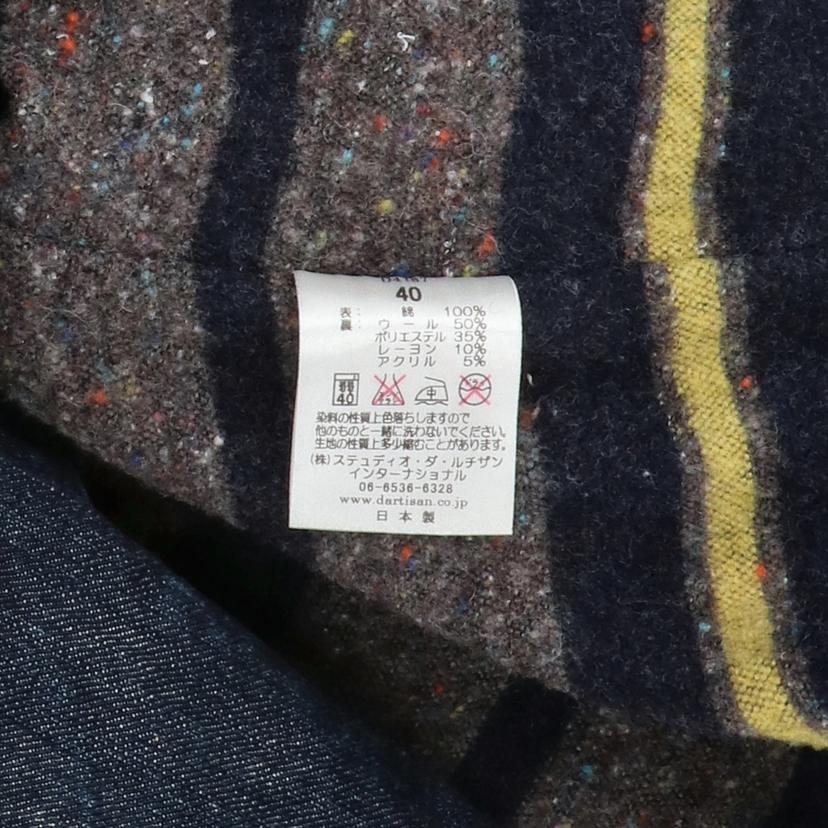 40
表： 綿 100%
裏： ウール 50%
ポリエステル 35%
レーヨン 10%
アクリル 5%
40 中
染料の性質上色落ちしますので
他のものと一緒に洗わないでください。
生地の性質上多少縮むことがあります。
(株)ステュディオ・ダ・ルチザン
インターナショナル
06-6536-6328
www.dartisan.co.jp
日本製